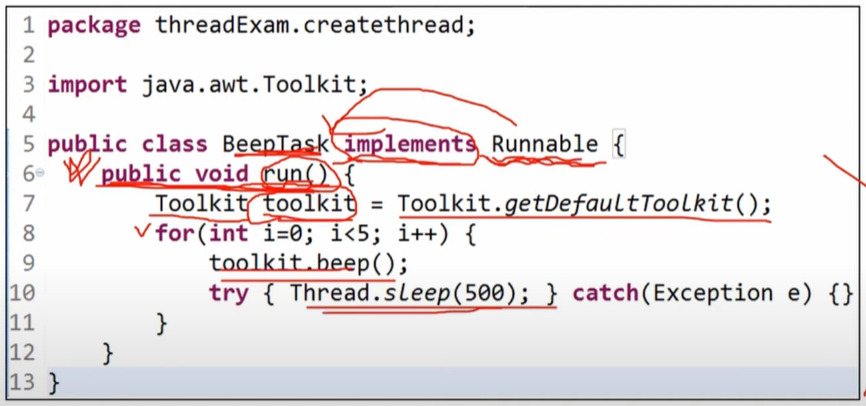 1 package threadExam.createthread;
2
3 import java.awt.Toolkit;
4
5 public class BeepTask implements Runnable {
6 public void run() {
7 Toolkit toolkit = Toolkit.getDefaultToolkit();
8 for(int i=0; i<5; i++) {
9 toolkit.beep();
10 try { Thread.sleep(500); } catch(Exception e) {}
11 }
12 }
13 }